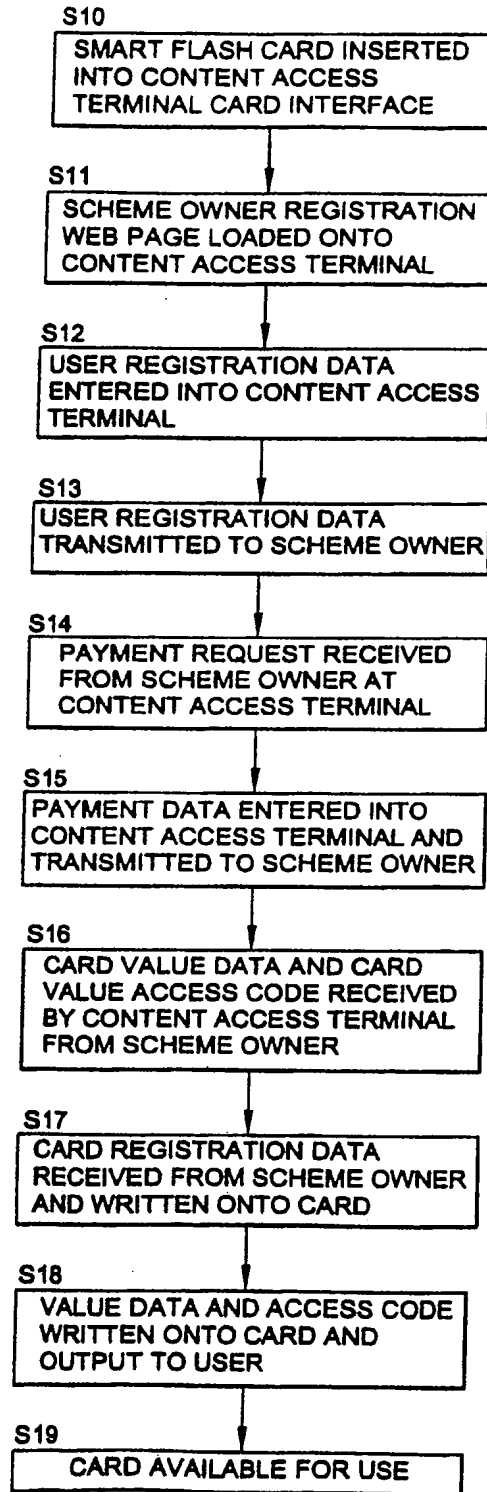 S10
SMART FLASH CARD INSERTED
INTO CONTENT ACCESS
TERMINAL CARD INTERFACE
S11
SCHEME OWNER REGISTRATION
WEB PAGE LOADED ONTO
CONTENT ACCESS TERMINAL
S12
USER REGISTRATION DATA
ENTERED INTO CONTENT ACCESS
TERMINAL
S13
USER REGISTRATION DATA
TRANSMITTED TO SCHEME OWNER
S14
PAYMENT REQUEST RECEIVED
FROM SCHEME OWNER AT
CONTENT ACCESS TERMINAL
S15
PAYMENT DATA ENTERED INTO
CONTENT ACCESS TERMINAL AND
TRANSMITTED TO SCHEME OWNER
S16
CARD VALUE DATA AND CARD
VALUE ACCESS CODE RECEIVED
BY CONTENT ACCESS TERMINAL
FROM SCHEME OWNER
S17
CARD REGISTRATION DATA
RECEIVED FROM SCHEME OWNER
AND WRITTEN ONTO CARD
S18
VALUE DATA AND ACCESS CODE
WRITTEN ONTO CARD AND
OUTPUT TO USER
S19
CARD AVAILABLE FOR USE